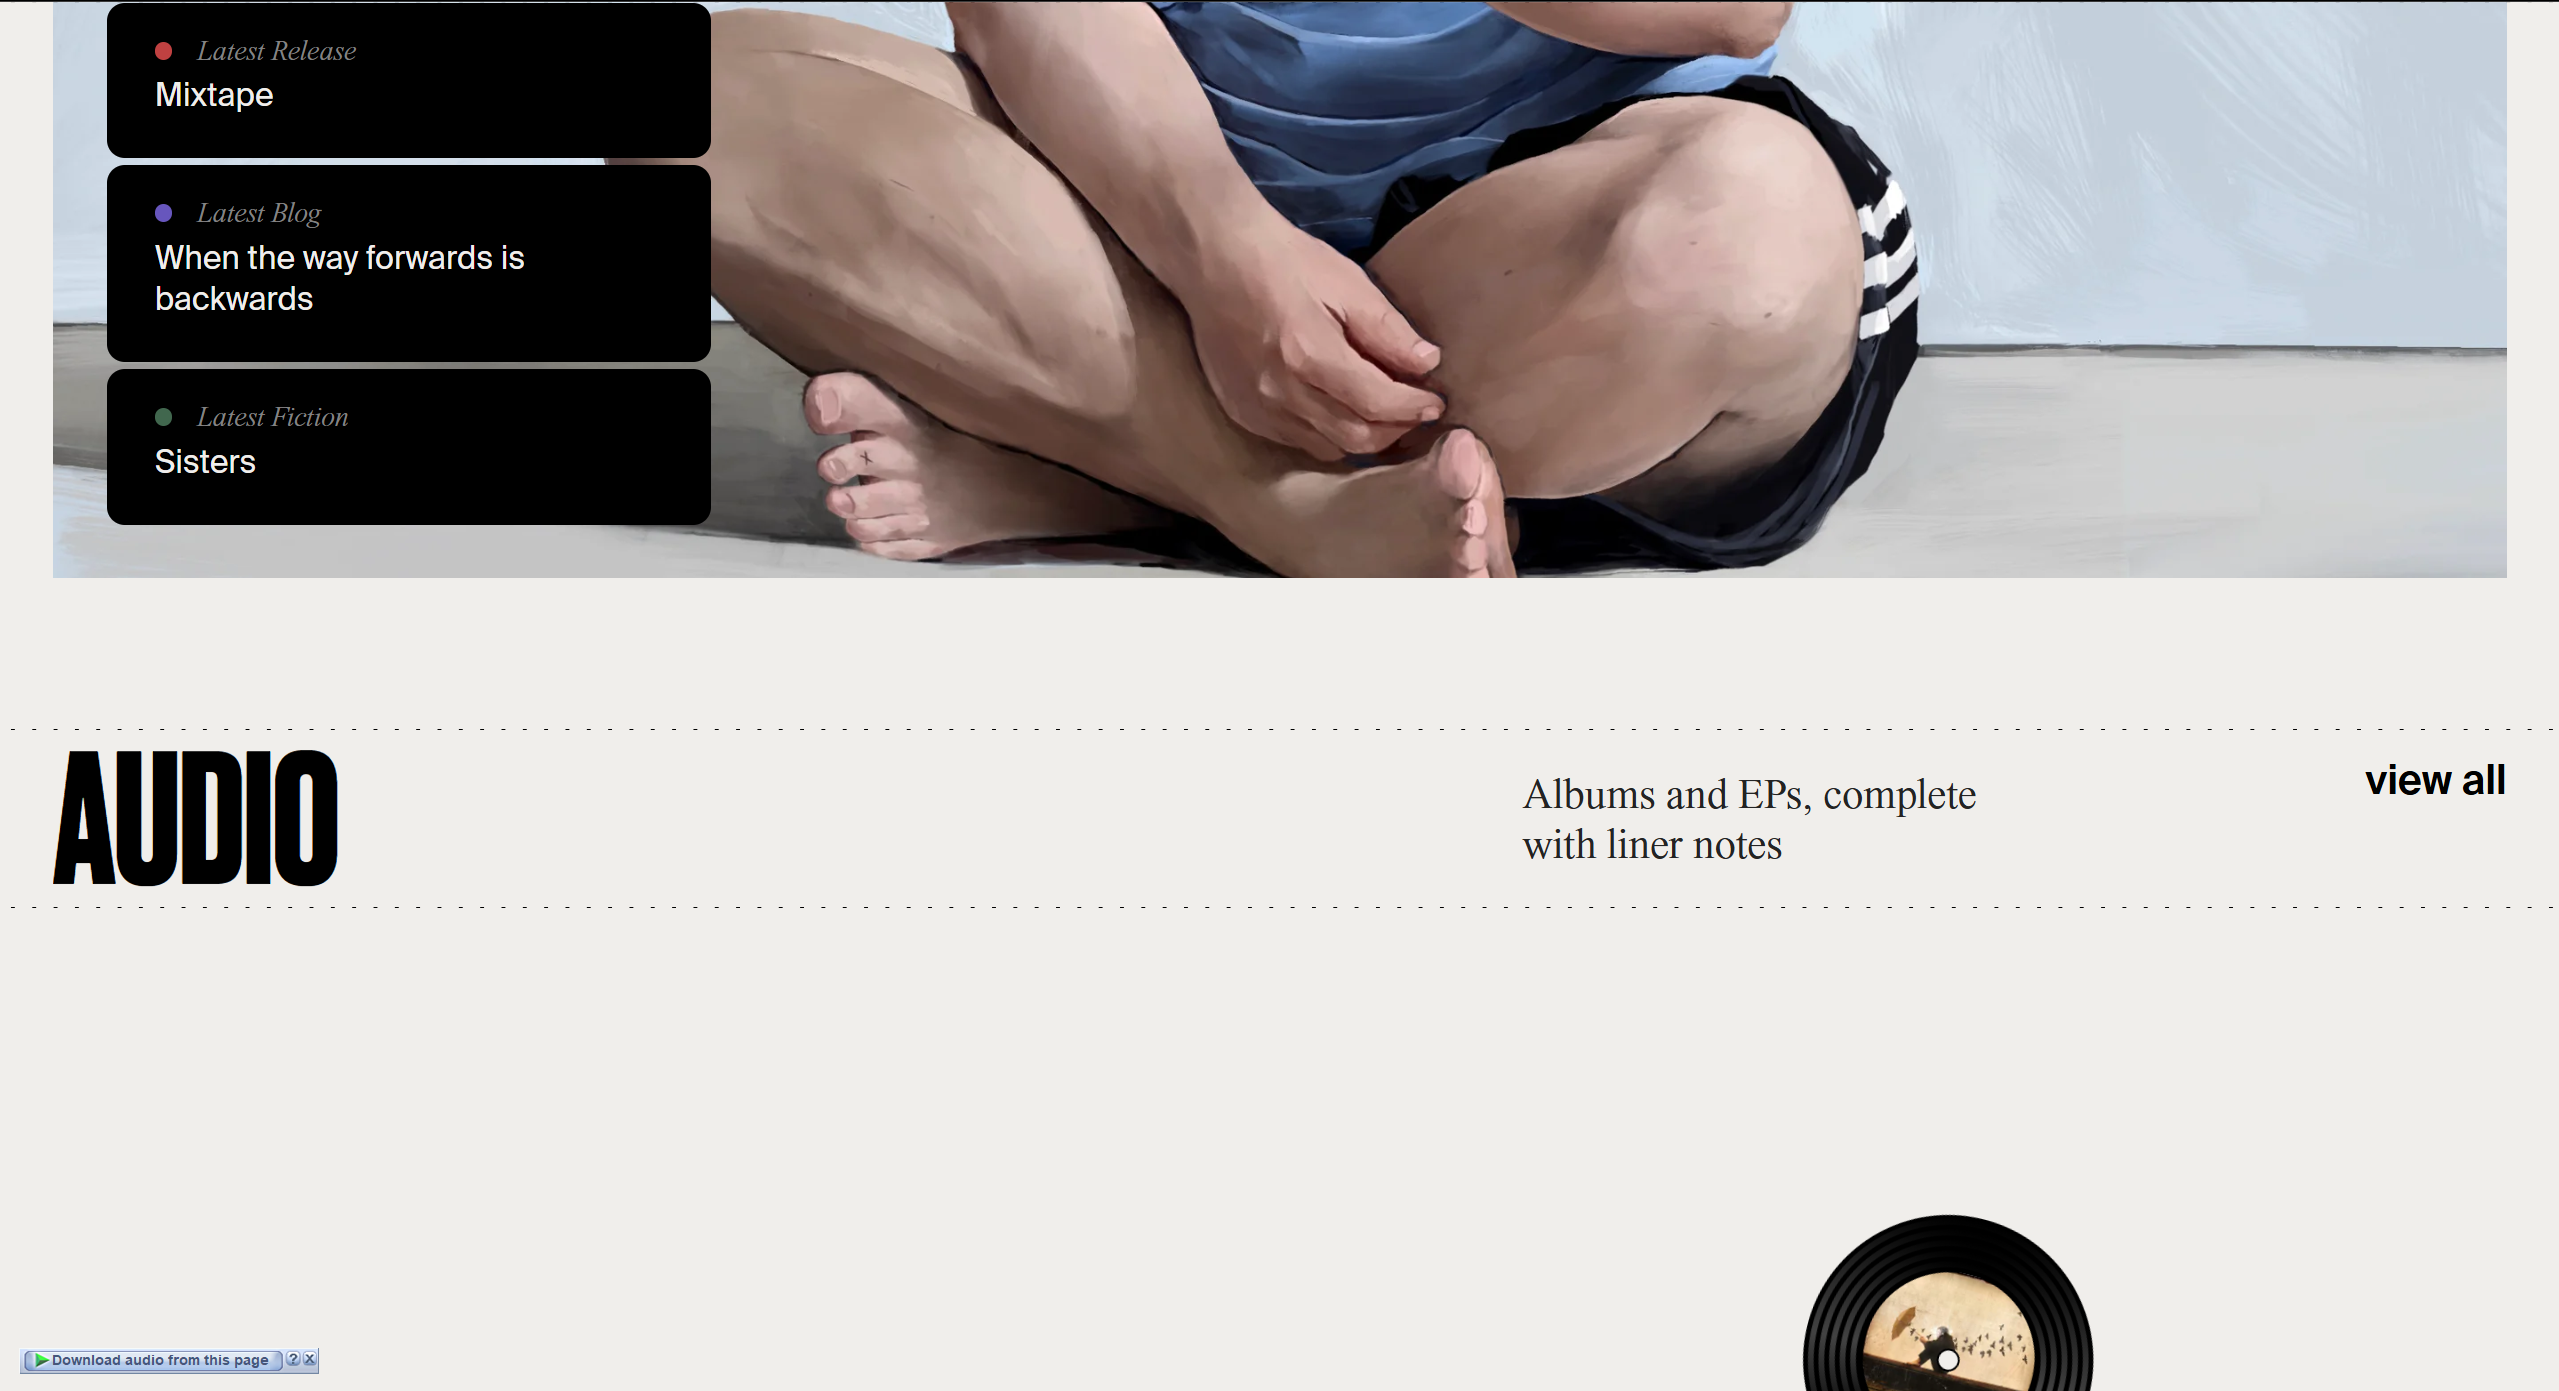 Latest Release
Mixtape
Latest Blog
When the way forwards is
backwards
Latest Fiction
Sisters
AUDIO
Albums and EPs, complete
with liner notes
view all
Download audio from this page ? x